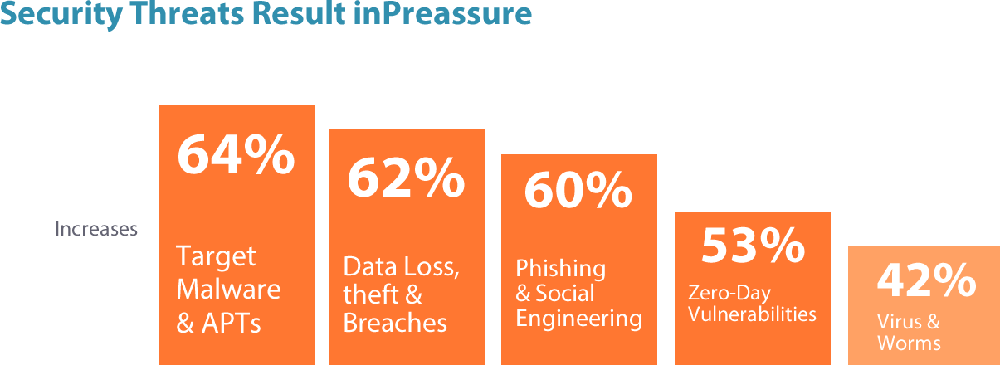 Security Threats Result inPreassure
64%
Target
Malware
& APTs
62%
Data Loss,
theft &
Breaches
60%
Phishing
& Social
Engineering
53%
Zero-Day
Vulnerabilities
42%
Virus &
Worms
Increases